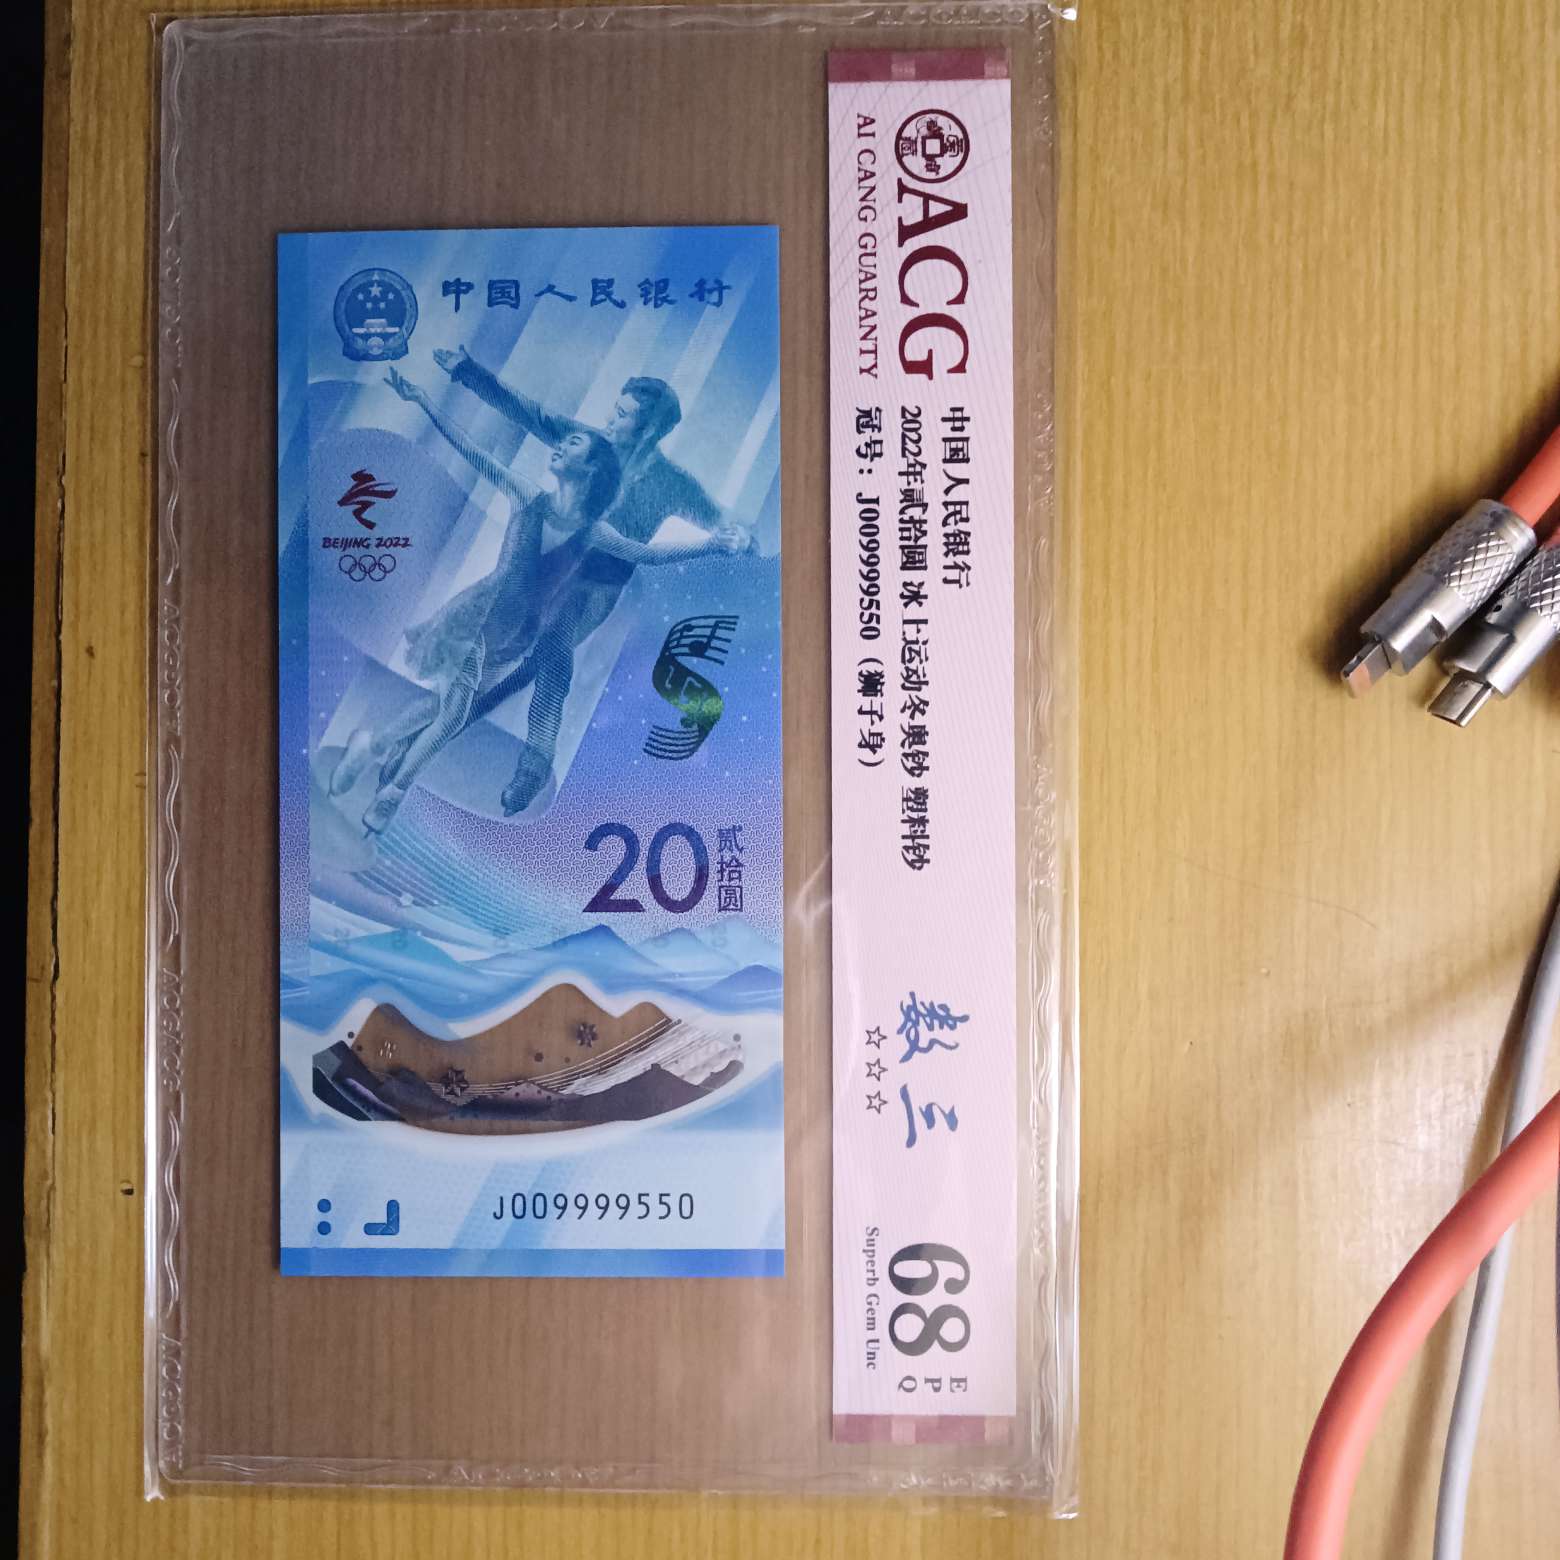 中国人民银行
BEIJING 2022
20
贰拾圆
J009999550
ACG
AI CANG GUARANTY
中国人民银行
2022年贰拾圆 冰上运动冬奥钞 塑料钞
冠号：J009999550（狮子身）
☆☆☆
68
E
P
Q
Superb Gem Unc